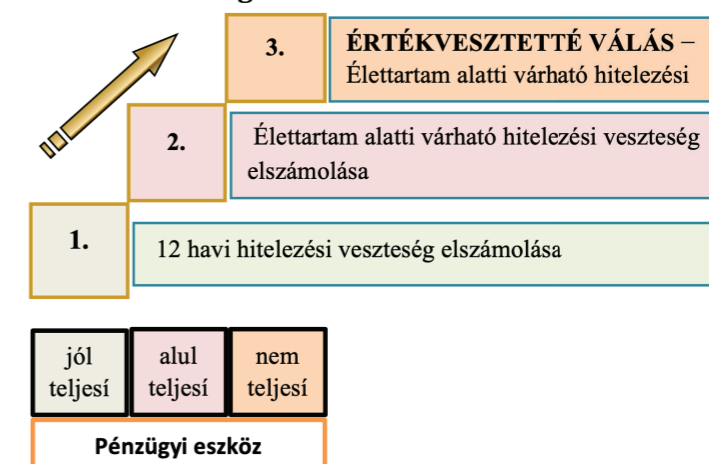 3.
ÉRTÉKVESZTETTÉ VÁLÁS –
Élettartam alatti várható hitelezési
2.
Élettartam alatti várható hitelezési veszteség
elszámolása
1.
12 havi hitelezési veszteség elszámolása
jól
teljesí
alul
teljesí
nem
teljesí
Pénzügyi eszköz